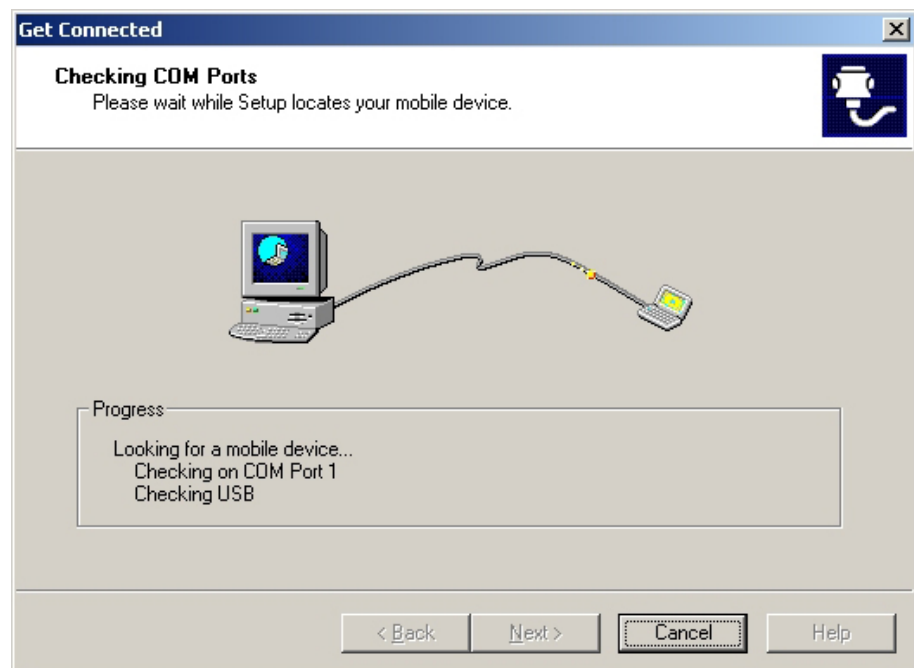 Get Connected
Checking COM Ports
Please wait while Setup locates your mobile device.
Progress
Looking for a mobile device...
Checking on COM Port 1
Checking USB
< Back Next > Cancel Help